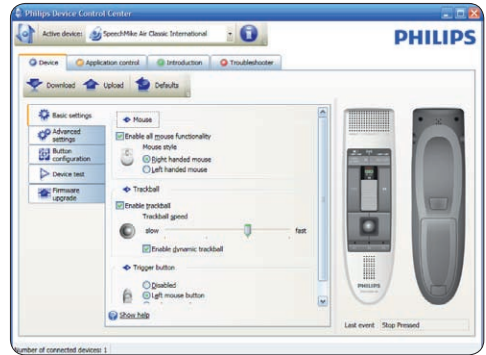 Philips Device Control Center
Active device: SpeechMike Air Classic International
PHILIPS
Device Application control Introduction Troubleshooter
Download Upload Defaults
Basic settings
Advanced settings
Button configuration
Device test
Firmware upgrade
Mouse
Enable all mouse functionality
Mouse style
Right handed mouse
Left handed mouse
Trackball
Enable trackball
Trackball speed
slow fast
Enable dynamic trackball
Trigger button
Disabled
Left mouse button
Show help
PHILIPS
Last event Stop Pressed
Number of connected devices: 1